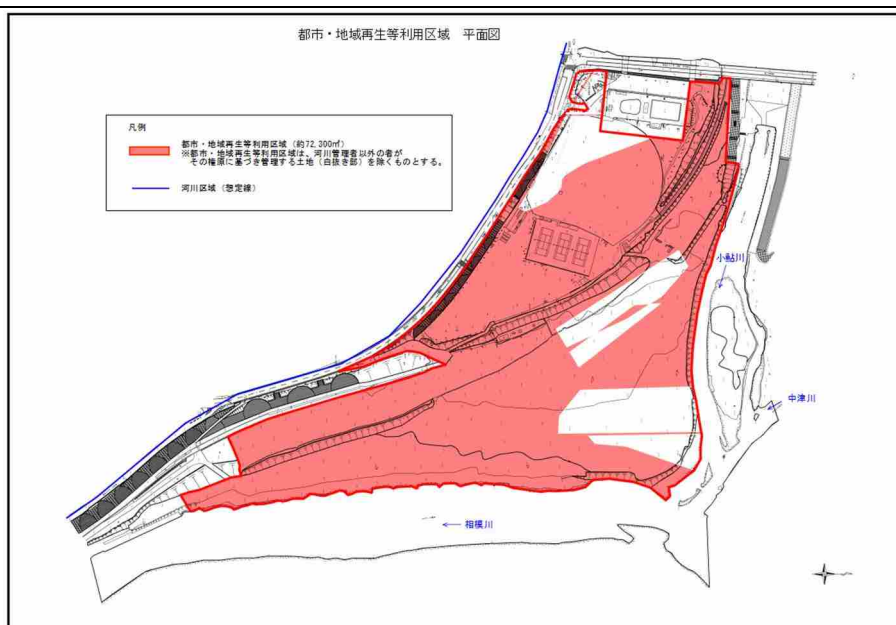 都市・地域再生等利用区域 平面図
凡例
都市・地域再生等利用区域 (約72,300㎡)
※都市・地域再生等利用区域は、河川管理者以外の者が
その権原に基づき管理する土地 (白抜き部) を除くものとする。
河川区域 (想定線)
小鮎川
中津川
相模川